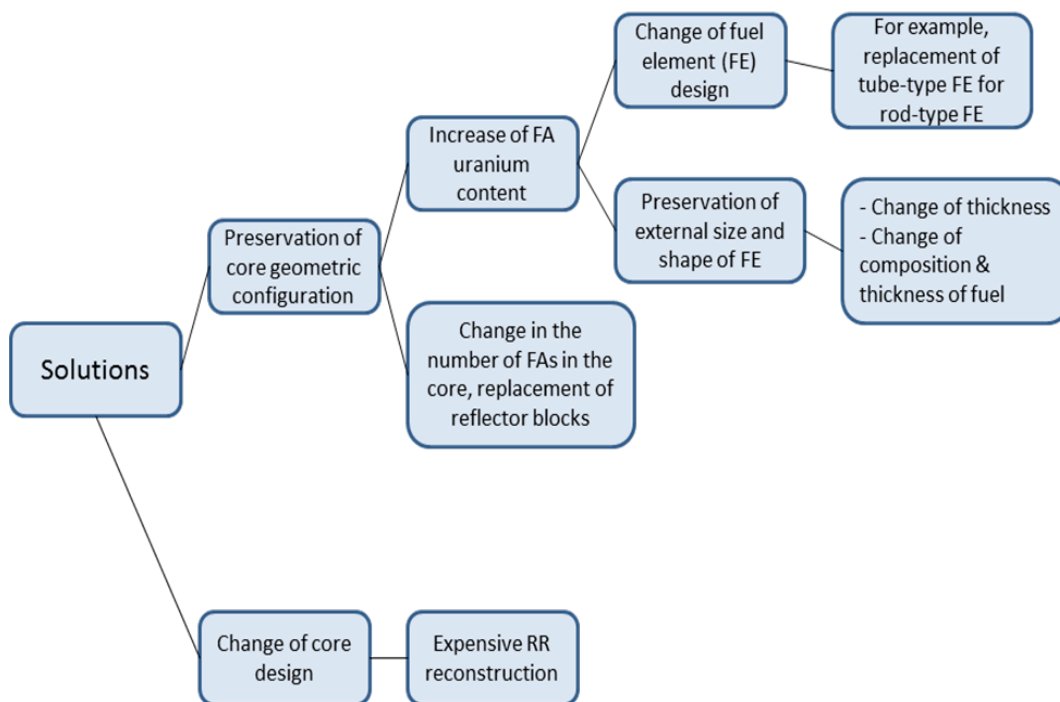 Solutions
Preservation of
core geometric
configuration
Increase of FA
uranium
content
Change of fuel
element (FE)
design
For example,
replacement of
tube-type FE for
rod-type FE
Preservation of
external size and
shape of FE
- Change of thickness
- Change of
composition &
thickness of fuel
Change in the
number of FAs in the
core, replacement of
reflector blocks
Change of core
design
Expensive RR
reconstruction